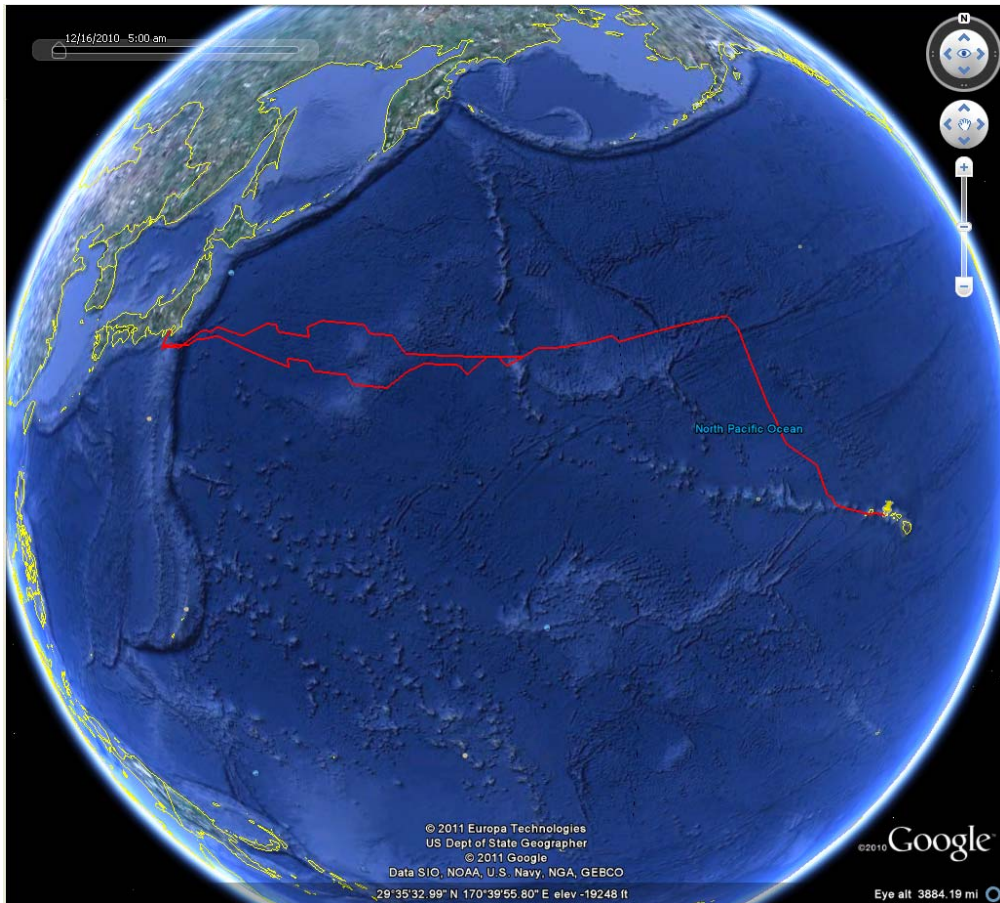 12/16/2010 5:00 am
N
North Pacific Ocean
© 2011 Europa Technologies
US Dept of State Geographer
© 2011 Google
Data SIO, NOAA, U.S. Navy, NGA, GEBCO
©2010 Google
29°35'32.99" N 170°39'55.80" E elev -19248 ft
Eye alt 3884.19 mi